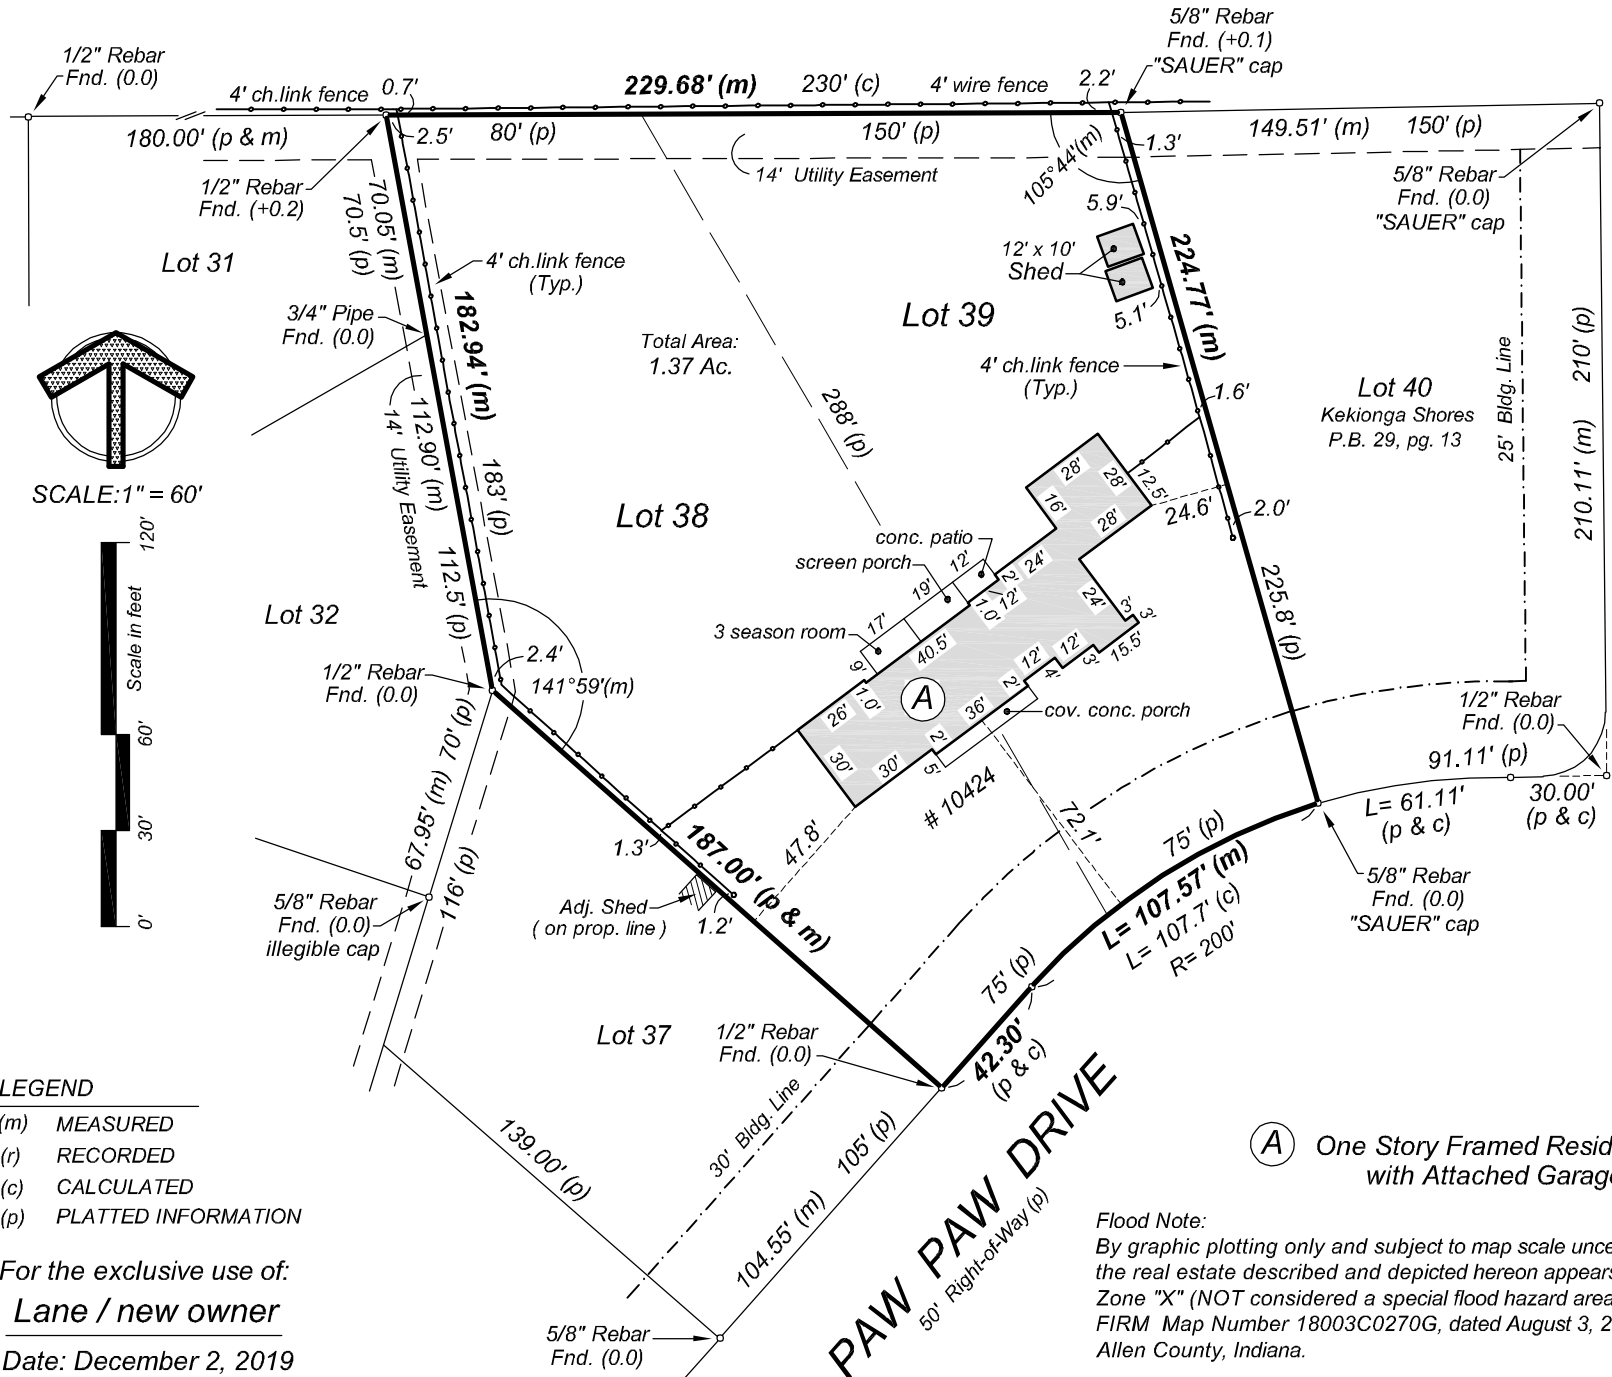 5/8" Rebar
Fnd. (+0.1)
"SAUER" cap
1/2" Rebar
Fnd. (0.0)
4' ch.link fence
0.7'
229.68' (m)
230' (c)
4' wire fence
2.2'
180.00' (p & m)
2.5'
80' (p)
150' (p)
1.3'
149.51' (m)
150' (p)
14' Utility Easement
105°44'(m)
1/2" Rebar
Fnd. (+0.2)
70.05' (m)
70.5' (p)
5/8" Rebar
Fnd. (0.0)
"SAUER" cap
5.9'
Lot 31
4' ch.link fence
(Typ.)
12' x 10'
Shed
5.1'
224.77' (m)
3/4" Pipe
Fnd. (0.0)
182.94' (m)
Total Area:
1.37 Ac.
Lot 39
4' ch.link fence
(Typ.)
1.6'
Lot 40
Kekionga Shores
P.B. 29, pg. 13
25' Bldg. Line
210' (p)
210.11' (m)
288' (p)
SCALE:1" = 60'
120'
60'
30'
0'
Scale in feet
112.90' (m)
14' Utility Easement
183' (p)
112.5' (p)
Lot 38
28'
28'
12.5'
16'
28'
24.6'
2.0'
conc. patio
screen porch
12'
2'
24'
19'
12'
1.0'
24'
3'
3'
225.8' (p)
3 season room
17'
40.5'
9'
1.0'
12'
12'
15.5'
3'
4'
2'
36'
26'
A
cov. conc. porch
30'
30'
2'
5'
# 10424
Lot 32
1/2" Rebar
Fnd. (0.0)
2.4'
141°59'(m)
70' (p)
67.95' (m)
116' (p)
1/2" Rebar
Fnd. (0.0)
91.11' (p)
L= 61.11'
(p & c)
30.00'
(p & c)
72.1'
47.8'
1.3'
187.00' (p & m)
75' (p)
L= 107.57' (m)
L= 107.7' (c)
R= 200'
5/8" Rebar
Fnd. (0.0)
"SAUER" cap
5/8" Rebar
Fnd. (0.0)
illegible cap
Adj. Shed
( on prop. line )
1.2'
75' (p)
Lot 37
1/2" Rebar
Fnd. (0.0)
42.30'
(p & c)
30' Bldg. Line
105' (p)
104.55' (m)
139.00' (p)
PAW PAW DRIVE
50' Right-of-Way (p)
5/8" Rebar
Fnd. (0.0)
LEGEND
(m) MEASURED
(r) RECORDED
(c) CALCULATED
(p) PLATTED INFORMATION
For the exclusive use of:
Lane / new owner
Date: December 2, 2019
A One Story Framed Resid
with Attached Garag
Flood Note:
By graphic plotting only and subject to map scale unce
the real estate described and depicted hereon appears
Zone "X" (NOT considered a special flood hazard area
FIRM Map Number 18003C0270G, dated August 3, 2
Allen County, Indiana.